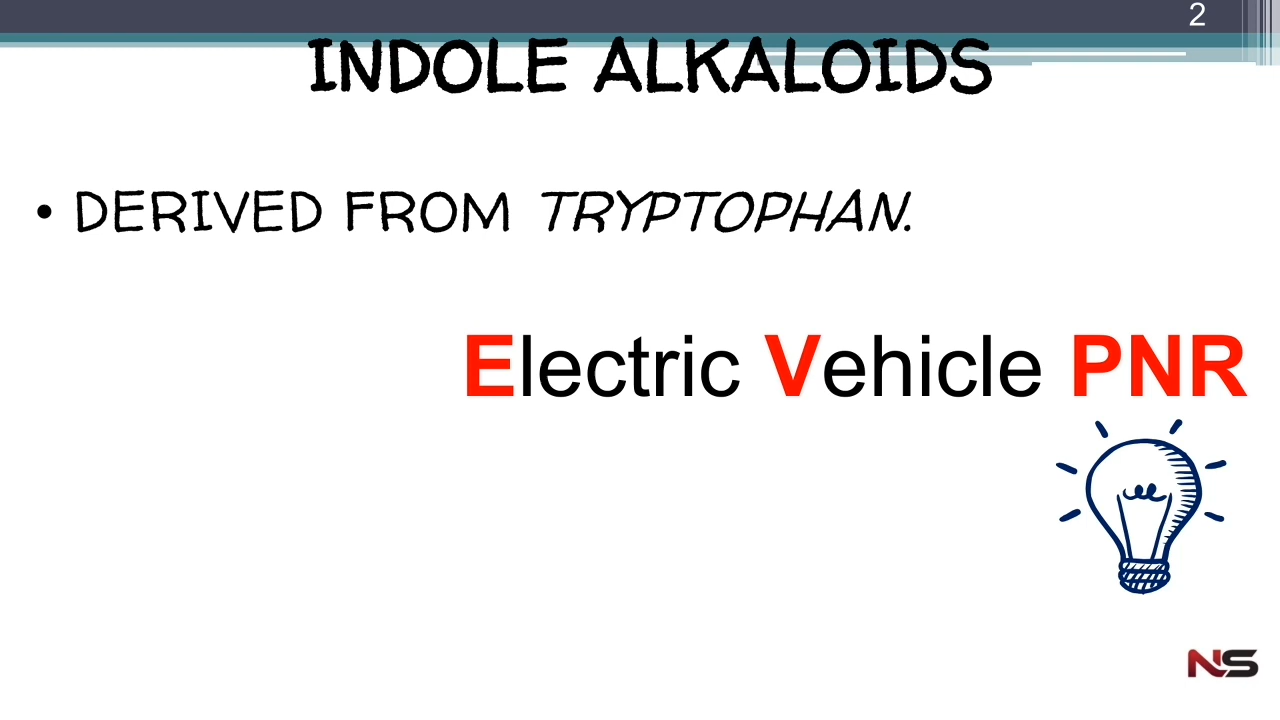 2
INDOLE ALKALOIDS
• DERIVED FROM TRYPTOPHAN.
Electric Vehicle PNR
NS